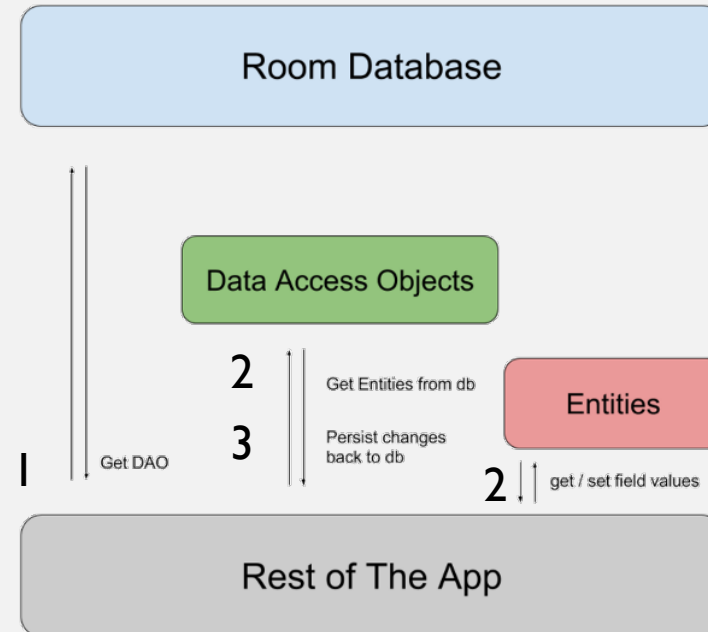 Room Database
Data Access Objects
2
Get Entities from db
Entities
3
Persist changes
back to db
1
Get DAO
2
get / set field values
Rest of The App